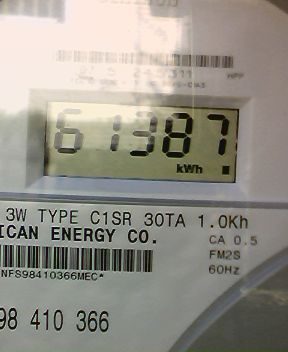 61387
kWh
3W TYPE C1SR 30TA 1.0Kh
ICAN ENERGY CO.
CA 0.5
FM2S
60Hz
NFS98410366MEC*
98 410 366